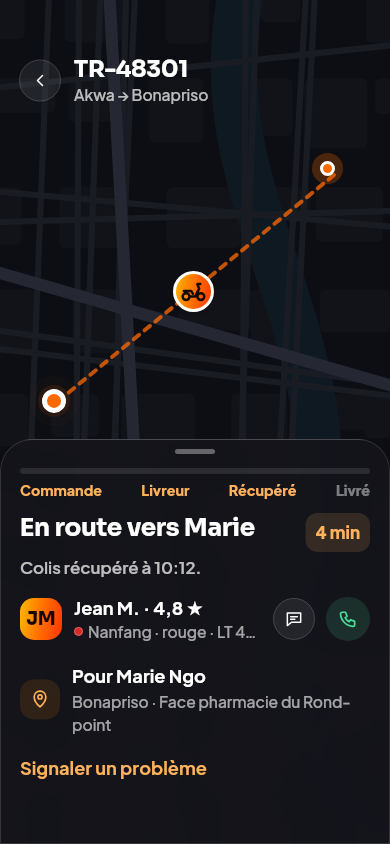 TR-48301
Akwa → Bonapriso
Commande Livreur Récupéré Livré
En route vers Marie
4 min
Colis récupéré à 10:12.
JM
Jean M. · 4,8 ★
Nanfang · rouge · LT 4…
Pour Marie Ngo
Bonapriso · Face pharmacie du Rond-
point
Signaler un problème